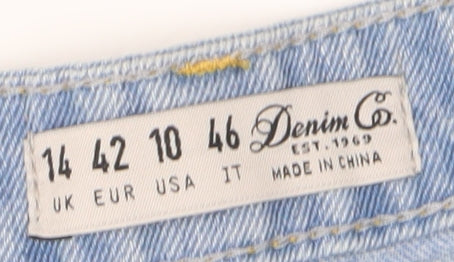 14 42 10 46 Denim Co.
EST. 1969
UK EUR USA IT MADE IN CHINA